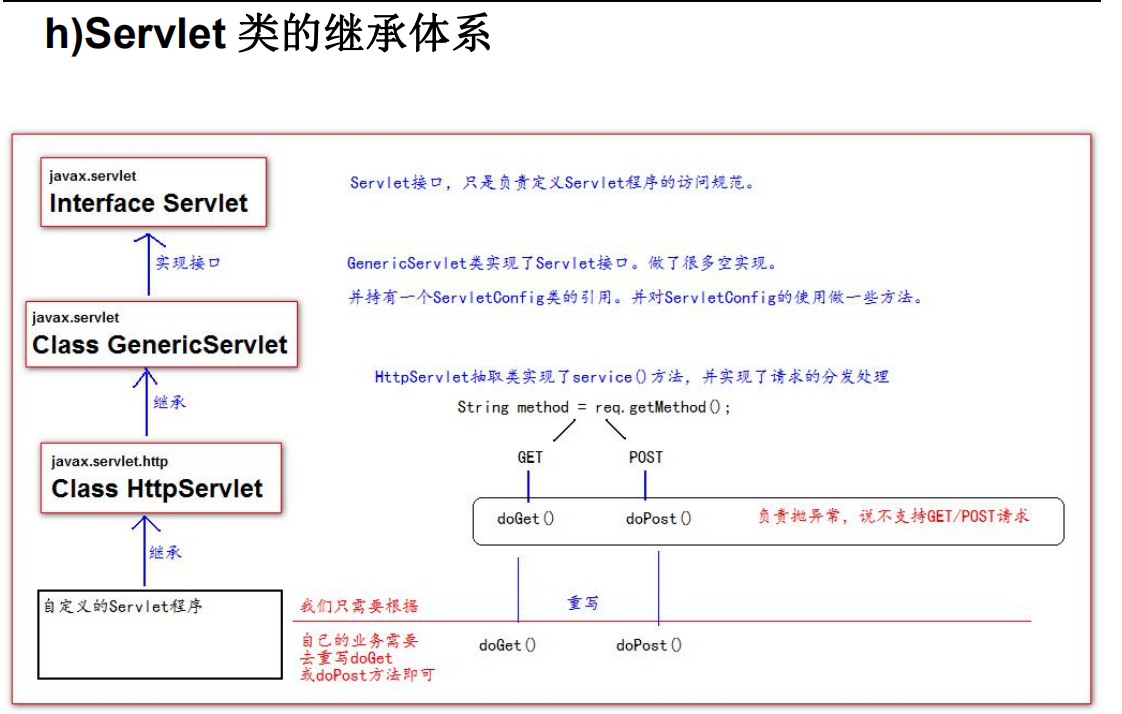 h)Servlet 类的继承体系
javax.servlet
Interface Servlet
Servlet接口，只是负责定义Servlet程序的访问规范。
实现接口
GenericServlet类实现了Servlet接口。做了很多空实现。
并持有一个ServletConfig类的引用。并对ServletConfig的使用做一些方法。
javax.servlet
Class GenericServlet
HttpServlet抽取类实现了service()方法，并实现了请求的分发处理
继承
String method = req.getMethod();
GET
POST
javax.servlet.http
Class HttpServlet
doGet()
doPost()
负责抛异常，说不支持GET/POST请求
继承
自定义的Servlet程序
我们只需要根据
重写
自己的业务需要
去重写doGet
或doPost方法即可
doGet()
doPost()